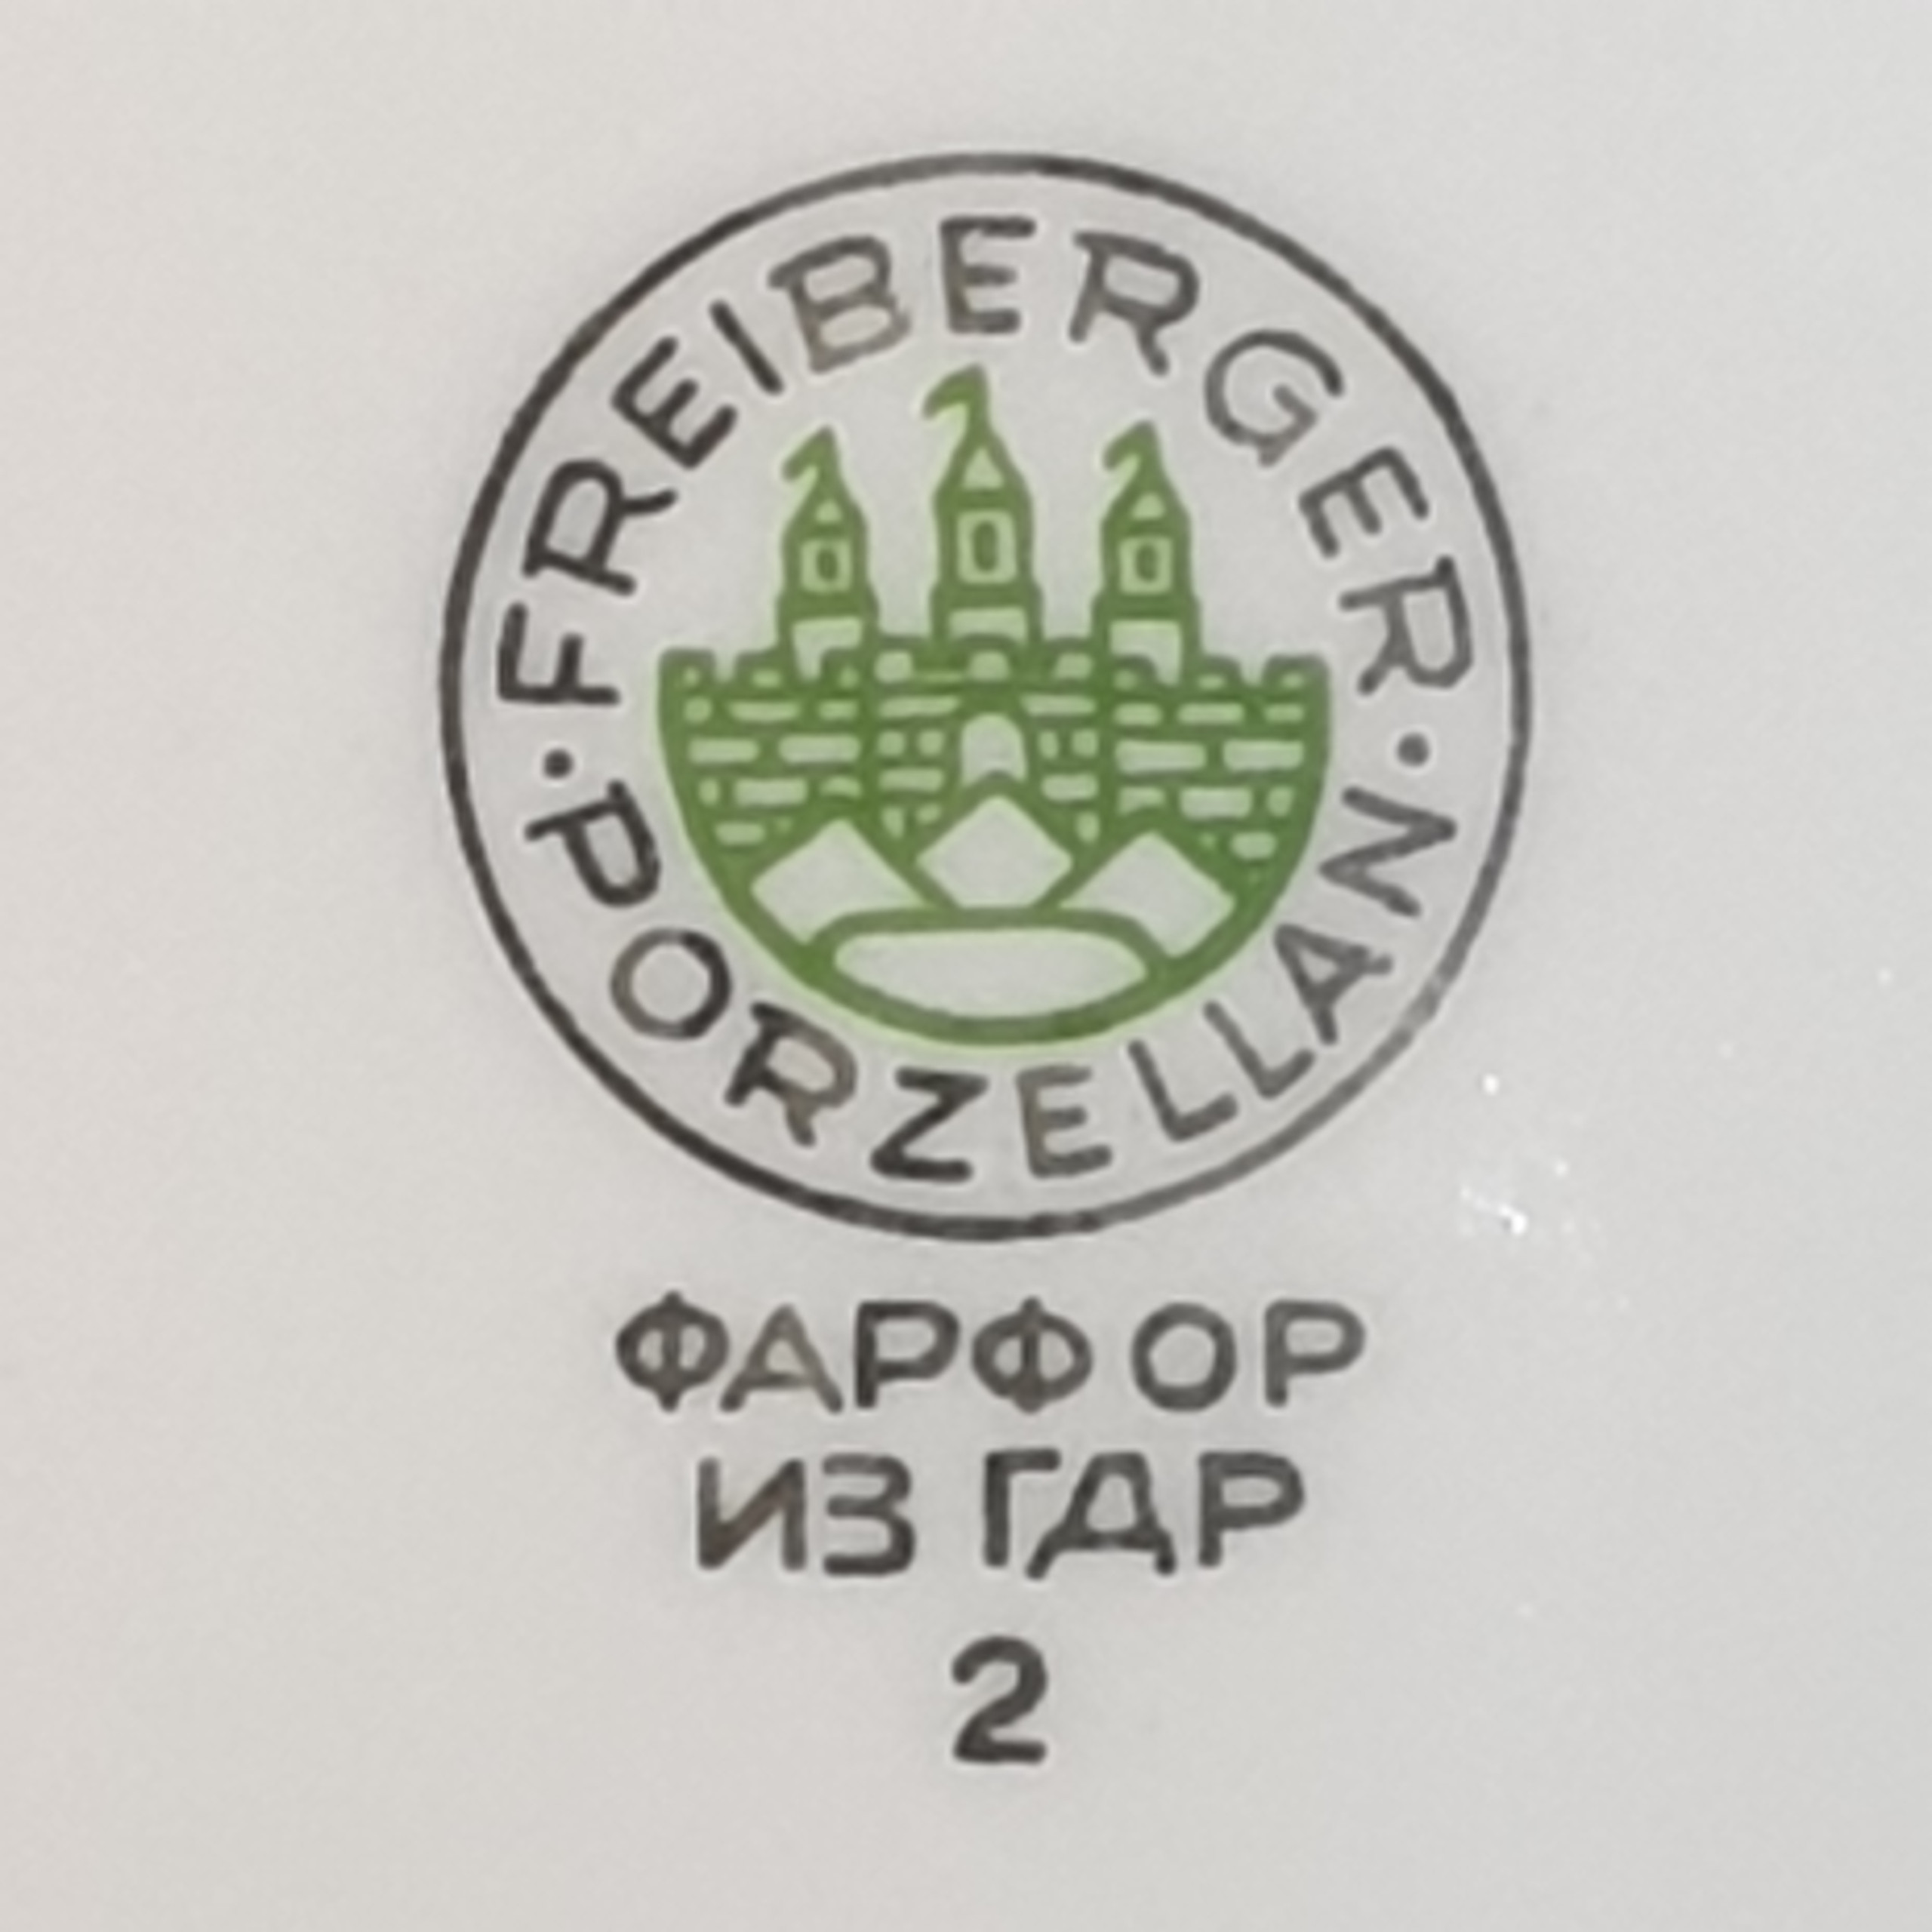 FREIBERGER
· PORZELLAN ·
ФАРФОР
ИЗ ГДР
2